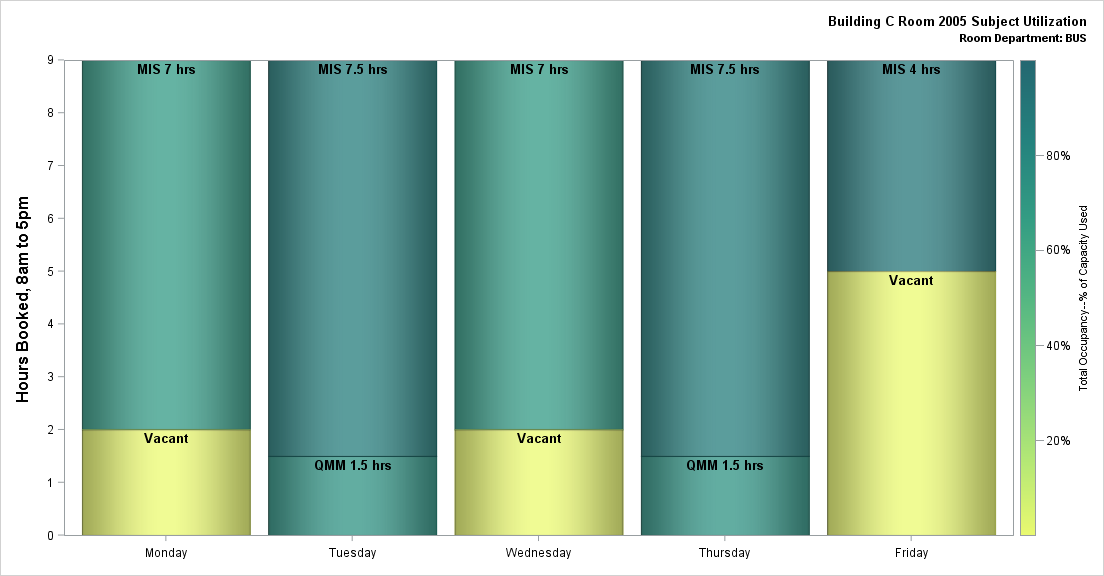 Building C Room 2005 Subject Utilization
Room Department: BUS
Hours Booked, 8am to 5pm
9
8
7
6
5
4
3
2
1
0
MIS 7 hrs
Vacant
MIS 7.5 hrs
QMM 1.5 hrs
MIS 7 hrs
Vacant
MIS 7.5 hrs
QMM 1.5 hrs
MIS 4 hrs
Vacant
Monday
Tuesday
Wednesday
Thursday
Friday
80%
60%
40%
20%
Total Occupancy--% of Capacity Used